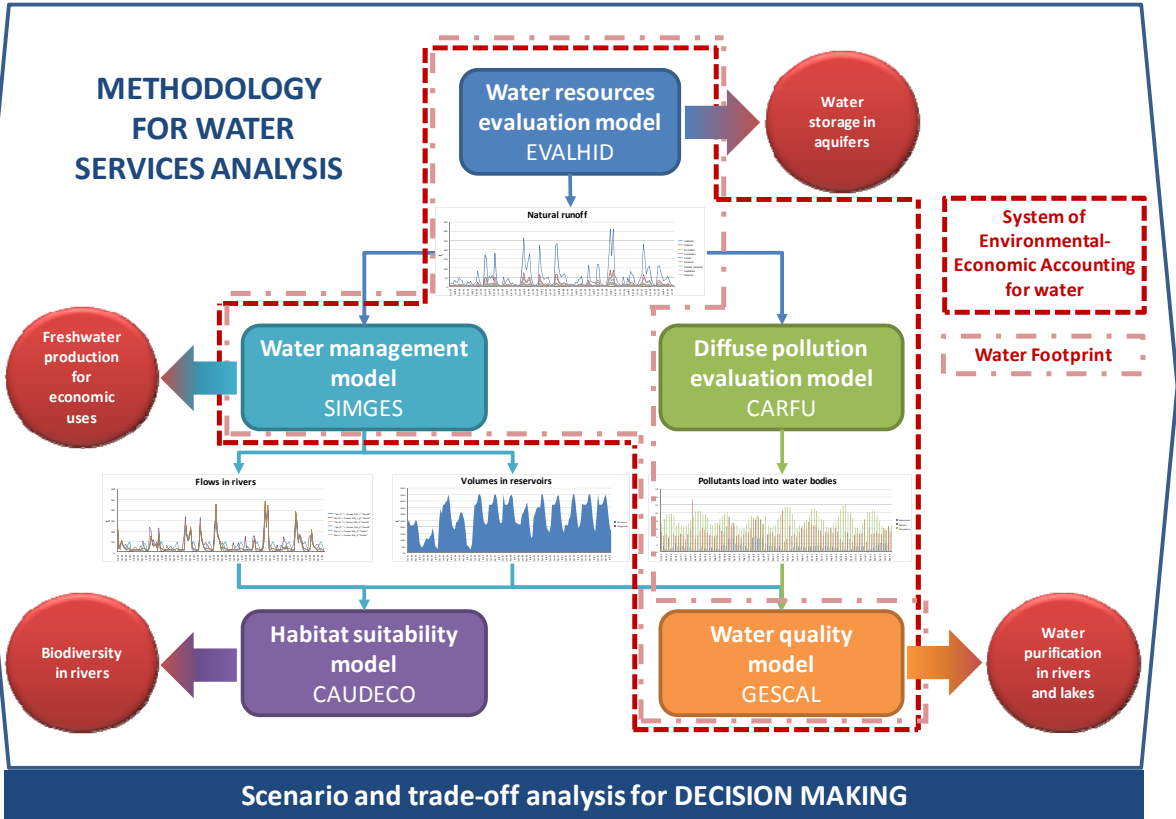 METHODOLOGY
FOR WATER
SERVICES ANALYSIS
Water resources
evaluation model
EVALHID
Water
storage in
aquifers
Natural runoff
System of
Environmental-
Economic Accounting
for water
Water Footprint
Freshwater
production
for
economic
uses
Water management
model
SIMGES
Diffuse pollution
evaluation model
CARFU
Flows in rivers
Volumes in reservoirs
Pollutants load into water bodies
Biodiversity
in rivers
Habitat suitability
model
CAUDECO
Water quality
model
GESCAL
Water
purification
in rivers
and lakes
Scenario and trade-off analysis for DECISION MAKING